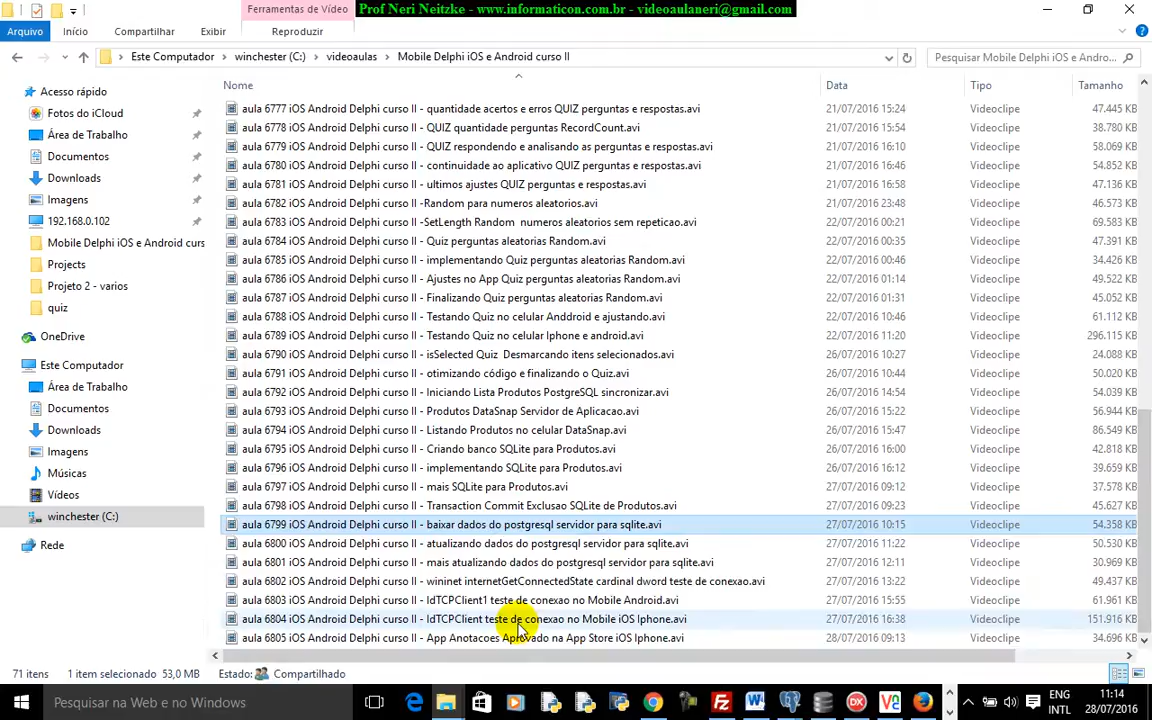 Ferramentas de Vídeo
Prof Neri Neitzke - www.informaticon.com.br - videoaulaneri@gmail.com
Arquivo Início Compartilhar Exibir Reproduzir
Este Computador winchester (C:) videoaulas Mobile Delphi iOS e Android curso II
Pesquisar Mobile Delphi iOS e Andro...
Nome Data Tipo Tamanho
Acesso rápido
Fotos do iCloud
Área de Trabalho
Documentos
Downloads
Imagens
192.168.0.102
Mobile Delphi iOS e Android curs
Projects
Projeto 2 - varios
quiz
OneDrive
Este Computador
Área de Trabalho
Documentos
Downloads
Imagens
Músicas
Vídeos
winchester (C:)
Rede
aula 6777 iOS Android Delphi curso II - quantidade acertos e erros QUIZ perguntas e respostas.avi 21/07/2016 15:24 Videoclipe 47.445 KB
aula 6778 iOS Android Delphi curso II - QUIZ quantidade perguntas RecordCount.avi 21/07/2016 15:54 Videoclipe 38.780 KB
aula 6779 iOS Android Delphi curso II - QUIZ respondendo e analisando as perguntas e respostas.avi 21/07/2016 16:10 Videoclipe 58.069 KB
aula 6780 iOS Android Delphi curso II - continuidade ao aplicativo QUIZ perguntas e respostas.avi 21/07/2016 16:46 Videoclipe 54.852 KB
aula 6781 iOS Android Delphi curso II - ultimos ajustes QUIZ perguntas e respostas.avi 21/07/2016 16:58 Videoclipe 47.136 KB
aula 6782 iOS Android Delphi curso II -Random para numeros aleatorios.avi 21/07/2016 23:48 Videoclipe 46.573 KB
aula 6783 iOS Android Delphi curso II -SetLength Random numeros aleatorios sem repeticao.avi 22/07/2016 00:21 Videoclipe 69.583 KB
aula 6784 iOS Android Delphi curso II - Quiz perguntas aleatorias Random.avi 22/07/2016 00:35 Videoclipe 47.391 KB
aula 6785 iOS Android Delphi curso II - implementando Quiz perguntas aleatorias Random.avi 22/07/2016 00:46 Videoclipe 34.426 KB
aula 6786 iOS Android Delphi curso II - Ajustes no App Quiz perguntas aleatorias Random.avi 22/07/2016 01:14 Videoclipe 49.522 KB
aula 6787 iOS Android Delphi curso II - Finalizando Quiz perguntas aleatorias Random.avi 22/07/2016 01:31 Videoclipe 45.052 KB
aula 6788 iOS Android Delphi curso II - Testando Quiz no celular Anddroid e ajustando.avi 22/07/2016 10:46 Videoclipe 61.112 KB
aula 6789 iOS Android Delphi curso II - Testando Quiz no celular Iphone e android.avi 22/07/2016 11:20 Videoclipe 296.115 KB
aula 6790 iOS Android Delphi curso II - isSelected Quiz Desmarcando itens selecionados.avi 26/07/2016 10:27 Videoclipe 24.088 KB
aula 6791 iOS Android Delphi curso II - otimizando código e finalizando o Quiz.avi 26/07/2016 10:44 Videoclipe 50.020 KB
aula 6792 iOS Android Delphi curso II - Iniciando Lista Produtos PostgreSQL sincronizar.avi 26/07/2016 14:54 Videoclipe 54.039 KB
aula 6793 iOS Android Delphi curso II - Produtos DataSnap Servidor de Aplicacao.avi 26/07/2016 15:22 Videoclipe 56.944 KB
aula 6794 iOS Android Delphi curso II - Listando Produtos no celular DataSnap.avi 26/07/2016 15:27 Videoclipe 86.549 KB
aula 6795 iOS Android Delphi curso II - Criando banco SQLite para Produtos.avi 26/07/2016 16:00 Videoclipe 42.818 KB
aula 6796 iOS Android Delphi curso II - implementando SQLite para Produtos.avi 26/07/2016 16:12 Videoclipe 39.659 KB
aula 6797 iOS Android Delphi curso II - mais SQLite para Produtos.avi 27/07/2016 09:12 Videoclipe 40.301 KB
aula 6798 iOS Android Delphi curso II - Transaction Commit Exclusao SQLite de Produtos.avi 27/07/2016 09:23 Videoclipe 45.627 KB
aula 6799 iOS Android Delphi curso II - baixar dados do postgresql servidor para sqlite.avi 27/07/2016 10:15 Videoclipe 54.358 KB
aula 6800 iOS Android Delphi curso II - atualizando dados do postgresql servidor para sqlite.avi 27/07/2016 11:22 Videoclipe 50.530 KB
aula 6801 iOS Android Delphi curso II - mais atualizando dados do postgresql servidor para sqlite.avi 27/07/2016 11:31 Videoclipe 30.969 KB
aula 6802 iOS Android Delphi curso II - wininet internetGetConnectedState cardinal dword teste de conexao.avi 27/07/2016 13:22 Videoclipe 49.437 KB
aula 6803 iOS Android Delphi curso II - IdTCPClient1 teste de conexao no Mobile Android.avi 27/07/2016 15:55 Videoclipe 61.961 KB
aula 6804 iOS Android Delphi curso II - IdTCPClient teste de conexao no Mobile iOS Iphone.avi 27/07/2016 16:38 Videoclipe 151.916 KB
aula 6805 iOS Android Delphi curso II - App Anotacoes Aprovado na App Store iOS Iphone.avi 28/07/2016 09:13 Videoclipe 34.696 KB
71 itens 1 item selecionado 53,0 MB Estado: Compartilhado
Pesquisar na Web e no Windows
ENG 11:14
INTL 28/07/2016